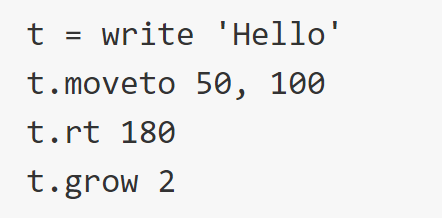 t = write 'Hello'
t.moveto 50, 100
t.rt 180
t.grow 2